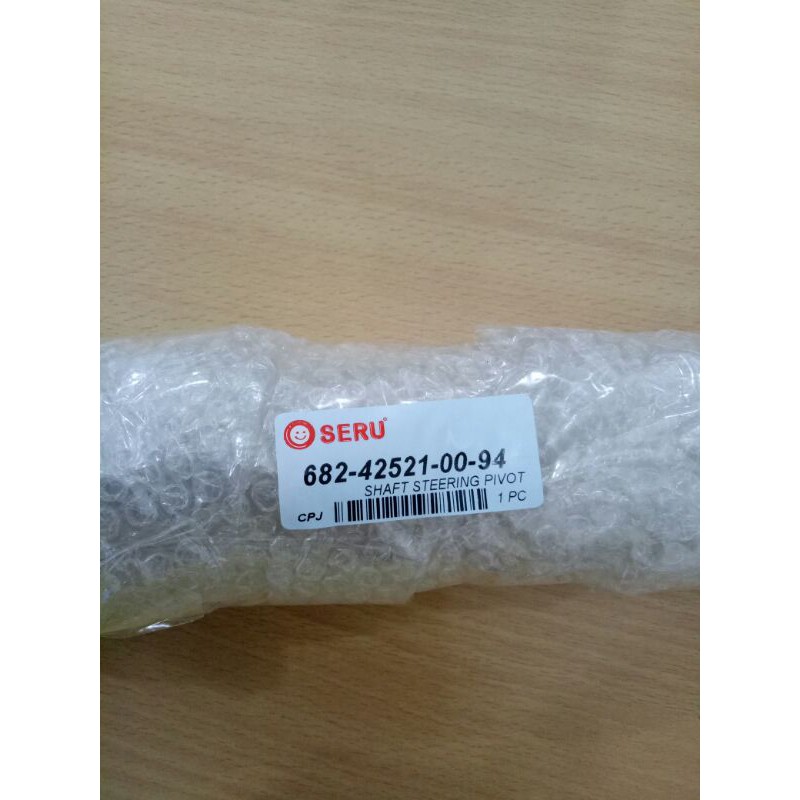 SERU®
682-42521-00-94
SHAFT STEERING PIVOT
CPJ 1 PC